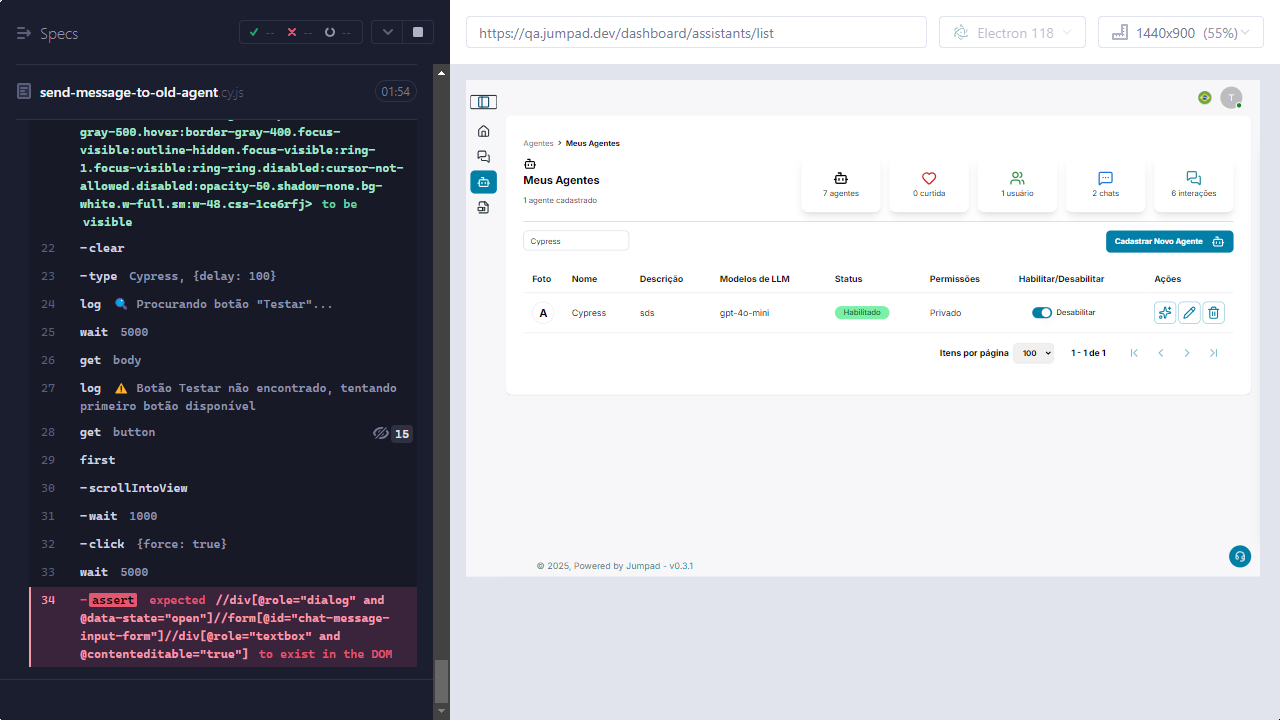 Specs
-- -- --
send-message-to-old-agent.cy.js 01:54
gray-500.hover:border-gray-400.focus-
visible:outline-hidden.focus-visible:ring-
1.focus-visible:ring-ring.disabled:cursor-not-
allowed.disabled:opacity-50.shadow-none.bg-
white.w-full.sm:w-48.css-1ce6rfj> to be
visible
22 -clear
23 -type Cypress, {delay: 100}
24 log 🔍 Procurando botão "Testar"...
25 wait 5000
26 get body
27 log ⚠️ Botão Testar não encontrado, tentando
primeiro botão disponível
28 get button 15
29 first
30 -scrollIntoView
31 -wait 1000
32 -click {force: true}
33 wait 5000
34 -assert expected //div[@role="dialog" and
@data-state="open"]//form[@id="chat-message-
input-form"]//div[@role="textbox" and
@contenteditable="true"] to exist in the DOM
https://qa.jumpad.dev/dashboard/assistants/list
Electron 118
1440x900 (55%)
T
Agentes > Meus Agentes
Meus Agentes
1 agente cadastrado
7 agentes
0 curtida
1 usuário
2 chats
6 interações
Cypress
Cadastrar Novo Agente
Foto Nome Descrição Modelos de LLM Status Permissões Habilitar/Desabilitar Ações
A Cypress sds gpt-4o-mini Habilitado Privado Desabilitar
Itens por página 100 1 - 1 de 1
© 2025, Powered by Jumpad - v0.3.1